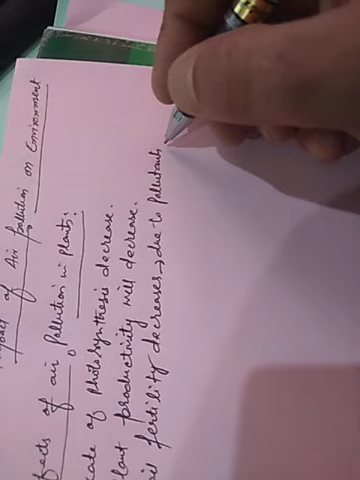 of Air Pollution on Environment
of air Pollution in Plants:
of Photosynthesis decrease.
productivity will decrease.
fertility decreases → due to Pollutants